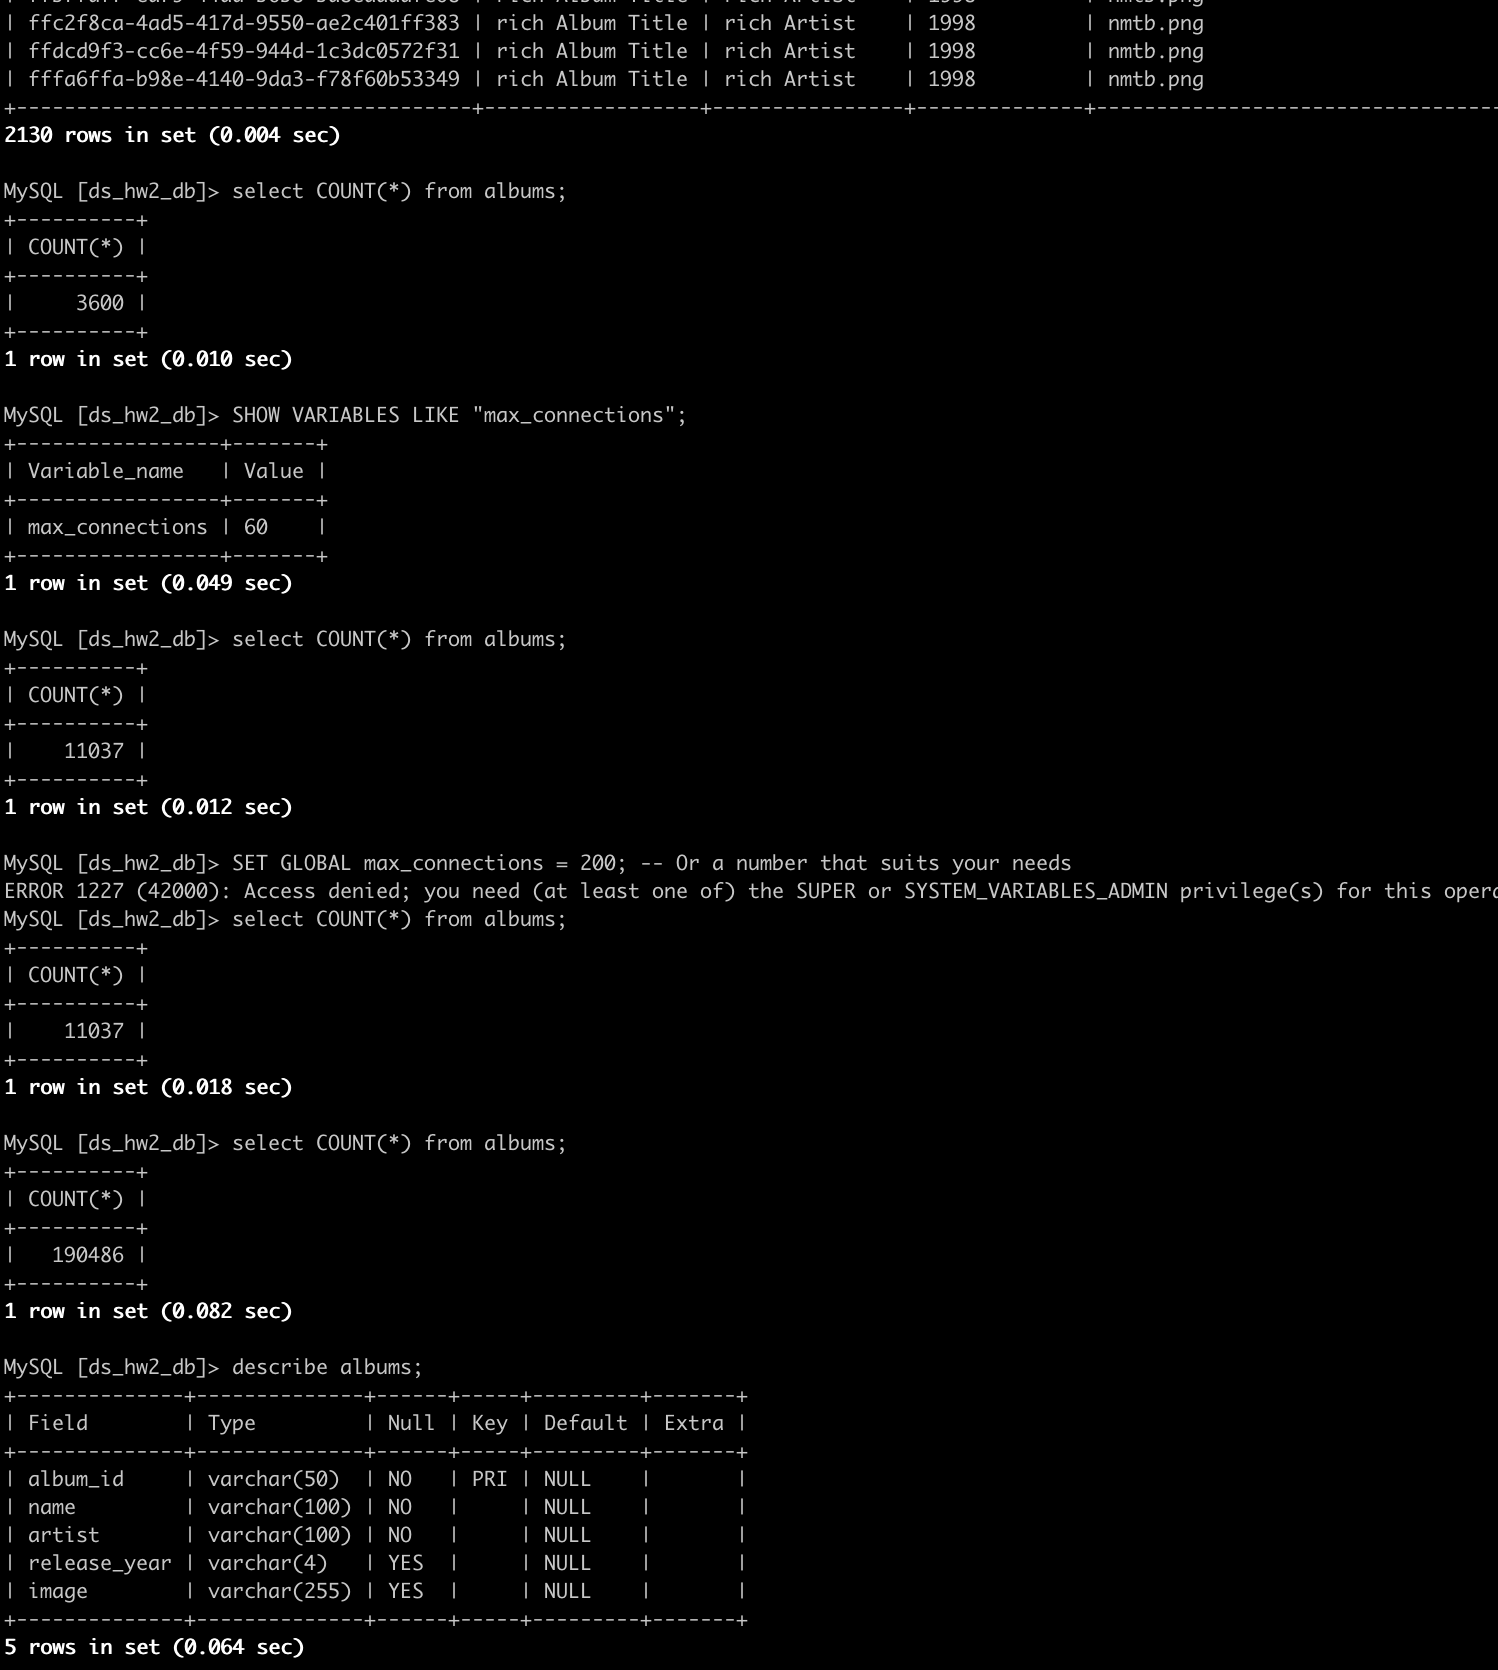 | ffc2f8ca-4ad5-417d-9550-ae2c401ff383 | rich Album Title | rich Artist    | 1998         | nmtb.png
| ffdcd9f3-cc6e-4f59-944d-1c3dc0572f31 | rich Album Title | rich Artist    | 1998         | nmtb.png
| fffa6ffa-b98e-4140-9da3-f78f60b53349 | rich Album Title | rich Artist    | 1998         | nmtb.png
+--------------------------------------+------------------+----------------+--------------+----------------------------------
2130 rows in set (0.004 sec)

MySQL [ds_hw2_db]> select COUNT(*) from albums;
+----------+
| COUNT(*) |
+----------+
|     3600 |
+----------+
1 row in set (0.010 sec)

MySQL [ds_hw2_db]> SHOW VARIABLES LIKE "max_connections";
+-----------------+-------+
| Variable_name   | Value |
+-----------------+-------+
| max_connections | 60    |
+-----------------+-------+
1 row in set (0.049 sec)

MySQL [ds_hw2_db]> select COUNT(*) from albums;
+----------+
| COUNT(*) |
+----------+
|    11037 |
+----------+
1 row in set (0.012 sec)

MySQL [ds_hw2_db]> SET GLOBAL max_connections = 200; -- Or a number that suits your needs
ERROR 1227 (42000): Access denied; you need (at least one of) the SUPER or SYSTEM_VARIABLES_ADMIN privilege(s) for this opera
MySQL [ds_hw2_db]> select COUNT(*) from albums;
+----------+
| COUNT(*) |
+----------+
|    11037 |
+----------+
1 row in set (0.018 sec)

MySQL [ds_hw2_db]> select COUNT(*) from albums;
+----------+
| COUNT(*) |
+----------+
|   190486 |
+----------+
1 row in set (0.082 sec)

MySQL [ds_hw2_db]> describe albums;
+--------------+--------------+------+-----+---------+-------+
| Field        | Type         | Null | Key | Default | Extra |
+--------------+--------------+------+-----+---------+-------+
| album_id     | varchar(50)  | NO   | PRI | NULL    |       |
| name         | varchar(100) | NO   |     | NULL    |       |
| artist       | varchar(100) | NO   |     | NULL    |       |
| release_year | varchar(4)   | YES  |     | NULL    |       |
| image        | varchar(255) | YES  |     | NULL    |       |
+--------------+--------------+------+-----+---------+-------+
5 rows in set (0.064 sec)